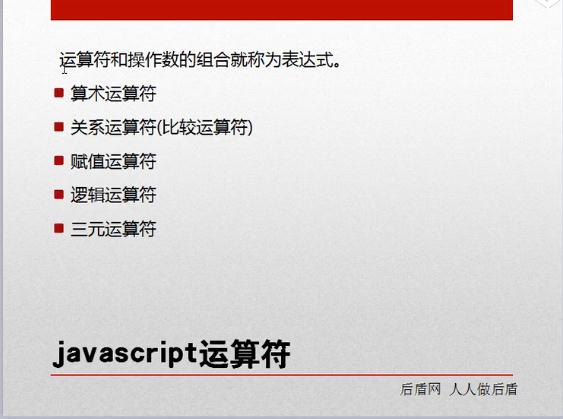 运算符和操作数的组合就称为表达式。
算术运算符
关系运算符(比较运算符)
赋值运算符
逻辑运算符
三元运算符
javascript运算符
后盾网 人人做后盾